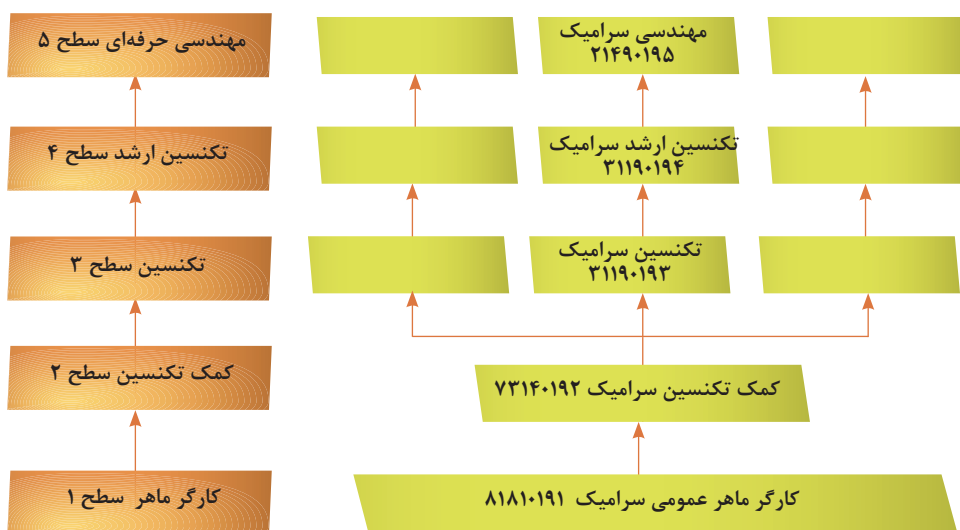 مهندسی حرفه‌ای سطح ۵
مهندسی سرامیک
۲۱۴۹۰۱۹۵
تکنسین ارشد سطح ۴
تکنسین ارشد سرامیک
۳۱۱۹۰۱۹۴
تکنسین سطح ۳
تکنسین سرامیک
۳۱۱۹۰۱۹۳
کمک تکنسین سطح ۲
کمک تکنسین سرامیک ۷۳۱۴۰۱۹۲
کارگر ماهر سطح ۱
کارگر ماهر عمومی سرامیک ۸۱۸۱۰۱۹۱